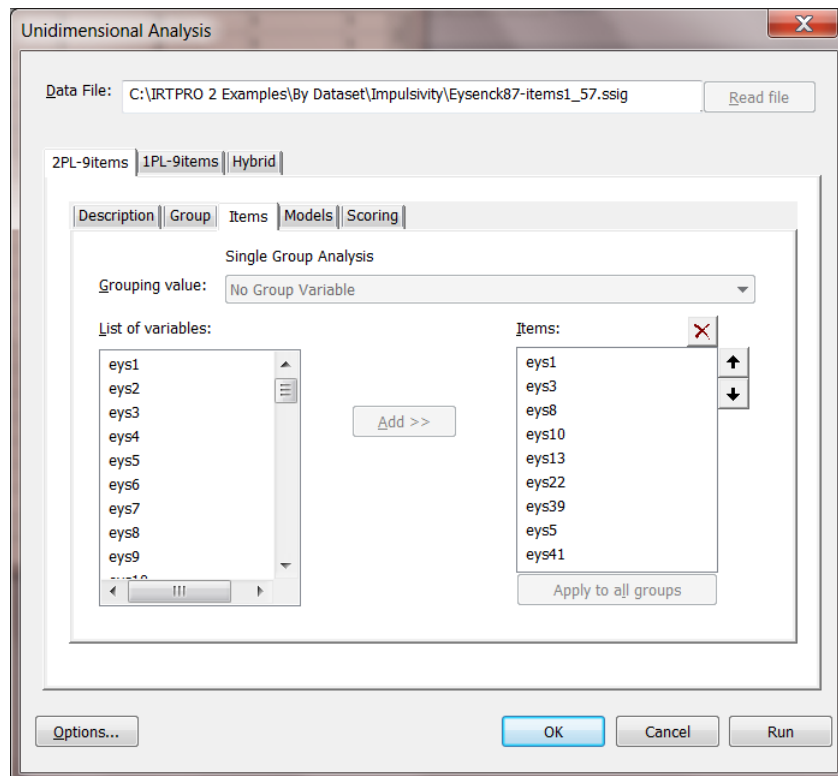 Unidimensional Analysis
Data File: C:\IRTPRO 2 Examples\By Dataset\Impulsivity\Eysenck87-items1_57.ssig Read file
2PL-9items 1PL-9items Hybrid
Description Group Items Models Scoring
Single Group Analysis
Grouping value: No Group Variable
List of variables:
eys1
eys2
eys3
eys4
eys5
eys6
eys7
eys8
eys9
Add >>
Items:
eys1
eys3
eys8
eys10
eys13
eys22
eys39
eys5
eys41
Apply to all groups
Options... OK Cancel Run